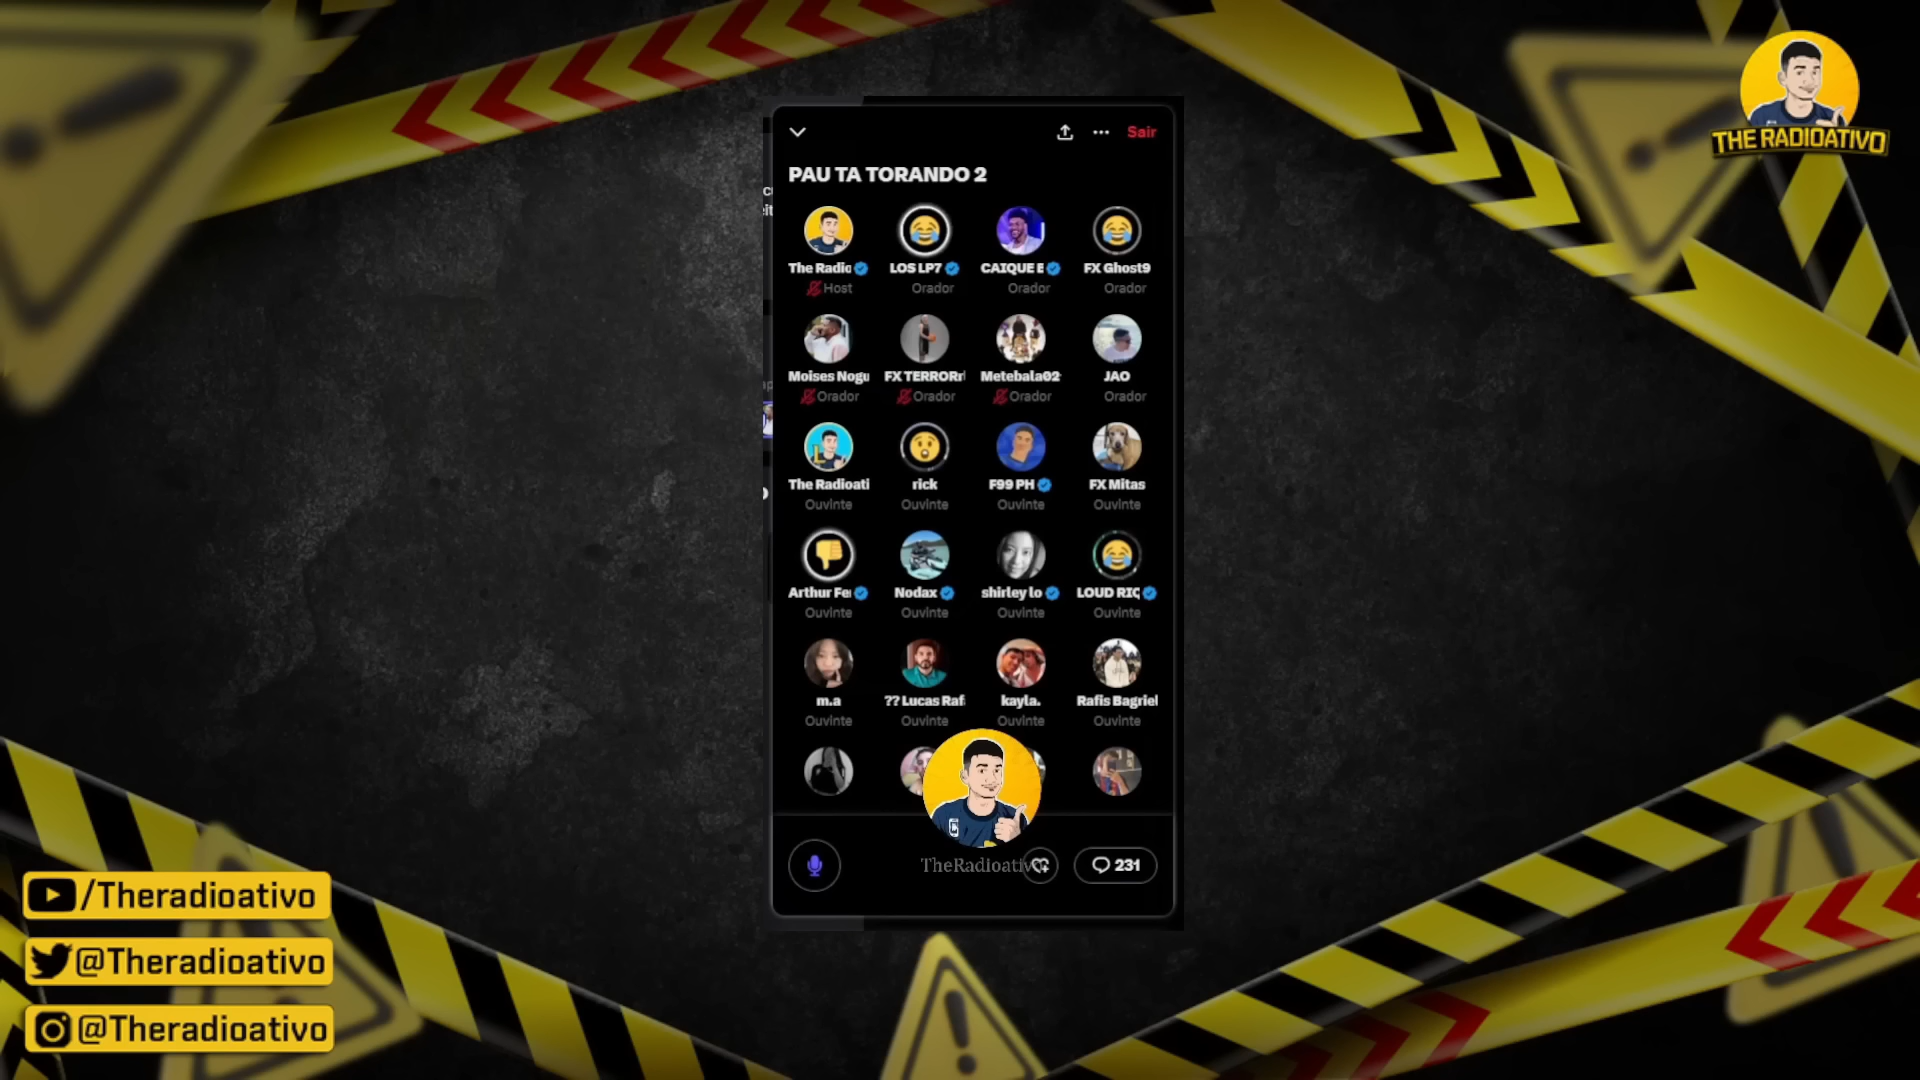 THE RADIOATIVO
Sair
PAU TA TORANDO 2
The Radio LOS LP7 CAIQUE E FX Ghost9
Host Orador Orador Orador
Moises Nogu FX TERRORr Metebala02 JAO
Orador Orador Orador Orador
The Radioati rick F99 PH FX Mitas
Ouvinte Ouvinte Ouvinte Ouvinte
Arthur Fe Nodax shirley lo LOUD RIQ
Ouvinte Ouvinte Ouvinte Ouvinte
m.a ?? Lucas Raf kayla. Rafis Bagriel
Ouvinte Ouvinte Ouvinte Ouvinte
TheRadioativ 231
/Theradioativo
@Theradioativo
@Theradioativo